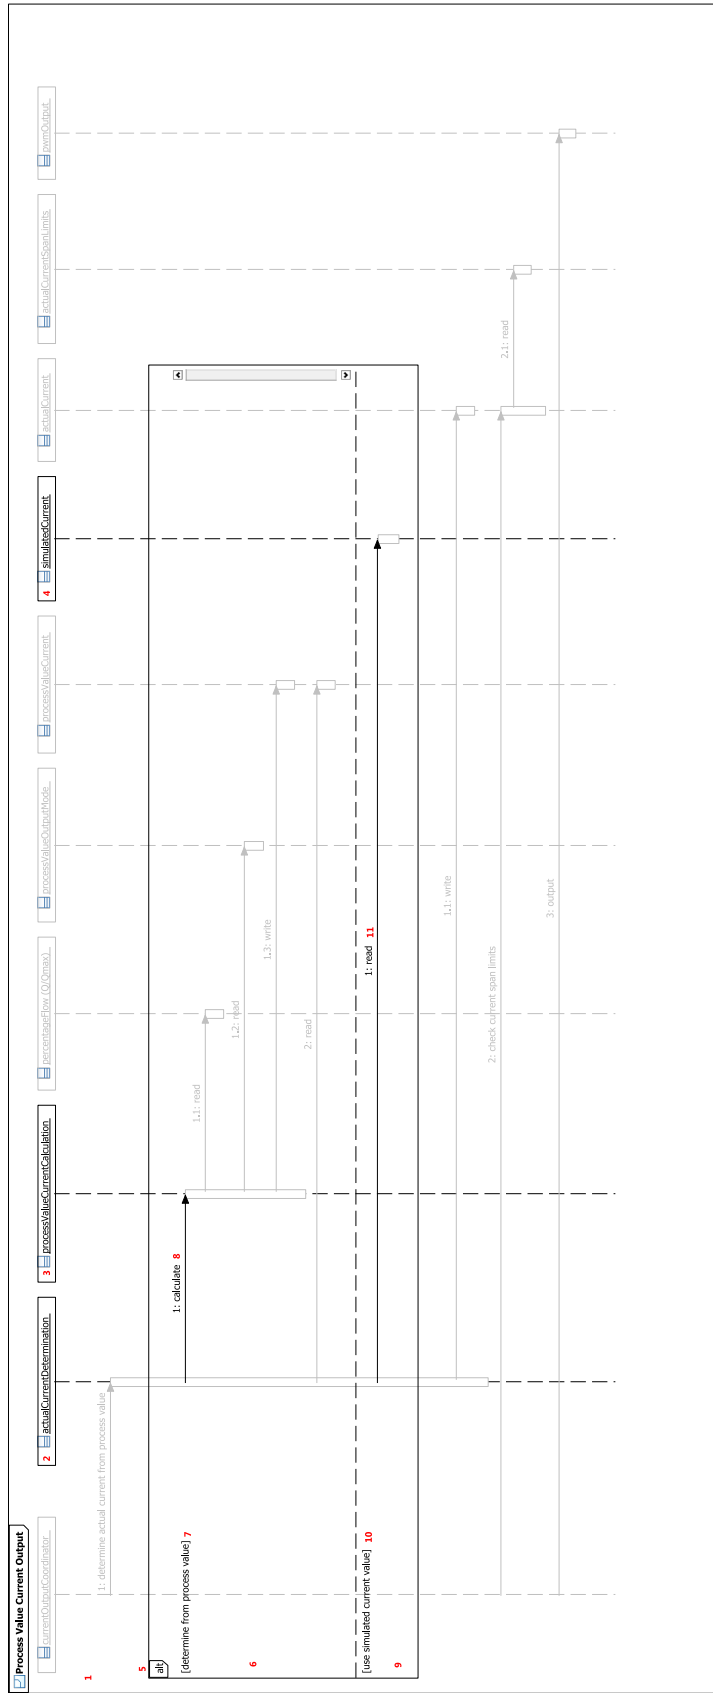 Process Value Current Output
currentOutputCoordinator
2 actualCurrentDetermination
3 processValueCurrentCalculation
percentageFlow (Q/Qmax)
processValueOutputMode
processValueCurrent
4 simulatedCurrent
actualCurrent
actualCurrentSpanLimits
pwmOutput
1
1: determine actual current from process value
5
alt
[determine from process value] 7
1: calculate 8
1.1: read
1.2: read
6
1.3: write
2: read
[use simulated current value] 10
1: read 11
9
1.1: write
2: check current span limits
2.1: read
3: output